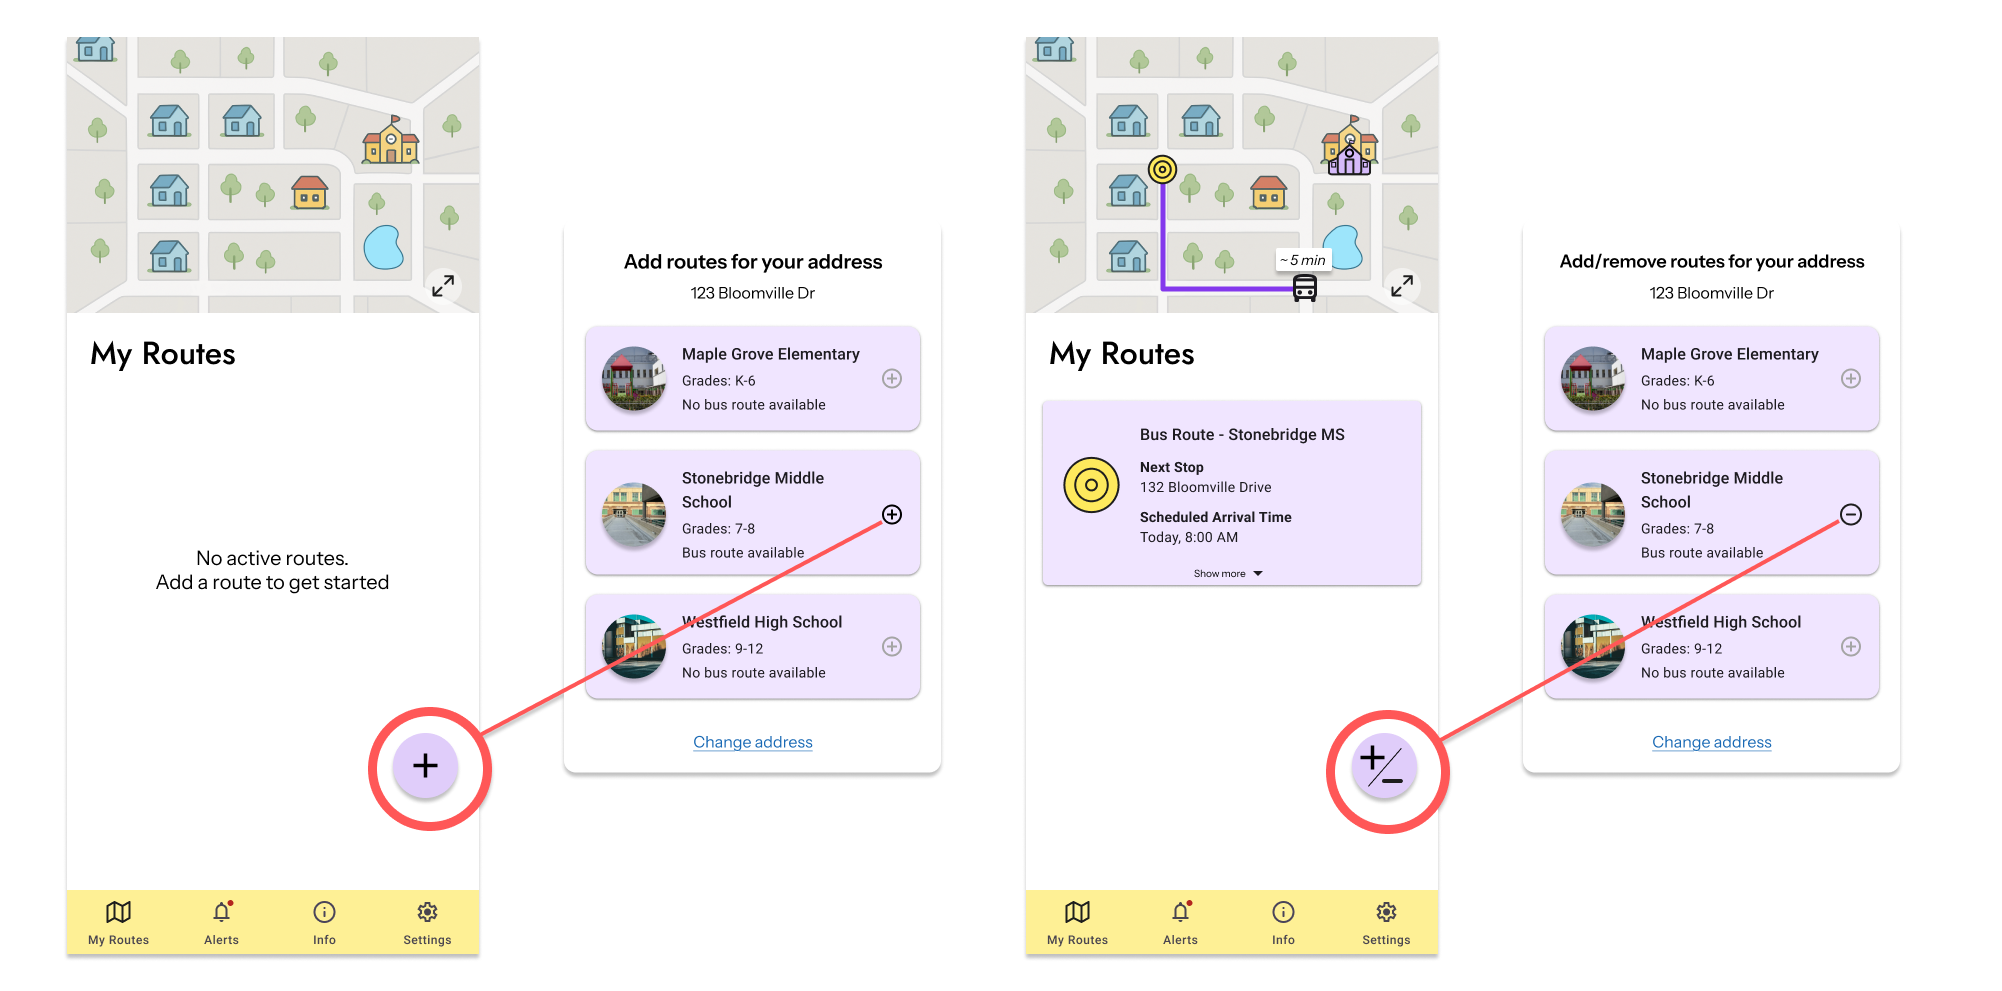 My Routes
No active routes.
Add a route to get started
My Routes
Alerts
Info
Settings
Add routes for your address
123 Bloomville Dr
Maple Grove Elementary
Grades: K-6
No bus route available
Stonebridge Middle
School
Grades: 7-8
Bus route available
Westfield High School
Grades: 9-12
No bus route available
Change address
~ 5 min
My Routes
Bus Route - Stonebridge MS
Next Stop
132 Bloomville Drive
Scheduled Arrival Time
Today, 8:00 AM
Show more
My Routes
Alerts
Info
Settings
Add/remove routes for your address
123 Bloomville Dr
Maple Grove Elementary
Grades: K-6
No bus route available
Stonebridge Middle
School
Grades: 7-8
Bus route available
Westfield High School
Grades: 9-12
No bus route available
Change address